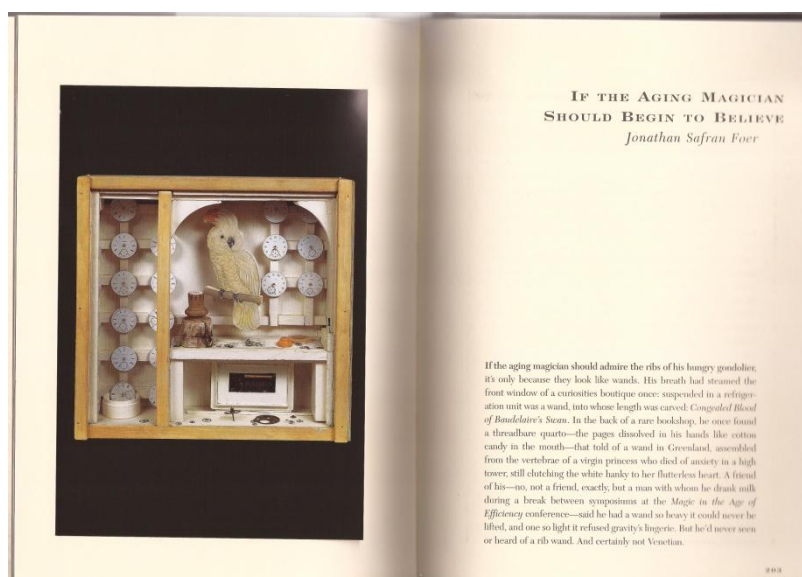 IF THE AGING MAGICIAN
SHOULD BEGIN TO BELIEVE
Jonathan Safran Foer
If the aging magician should admire the ribs of his hungry gondolier,
it's only because they look like wands. His breath had steamed the
front window of a curiosities boutique once: suspended in a refriger-
ation unit was a wand, into whose length was carved: Congealed Blood
of Baudelaire's Swan. In the back of a rare bookshop, he once found
a threadbare quarto—the pages dissolved in his hands like cotton
candy in the mouth—that told of a wand in Greenland, assembled
from the vertebrae of a virgin princess who died of anxiety in a high
tower, still clutching the white hanky to her flutterless heart. A friend
of his—no, not a friend, exactly, but a man with whom he drank milk
during a break between symposiums at the Magic in the Age of
Efficiency conference—said he had a wand so heavy it could never be
lifted, and one so light it refused gravity's lingerie. But he'd never seen
or heard of a rib wand. And certainly not Venetian.
203